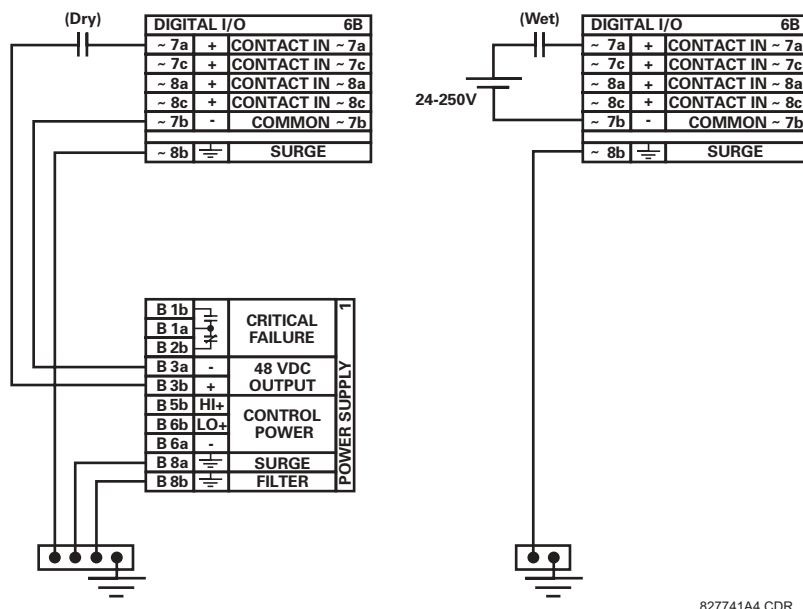 (Dry)
DIGITAL I/O 6B
~ 7a + CONTACT IN ~ 7a
~ 7c + CONTACT IN ~ 7c
~ 8a + CONTACT IN ~ 8a
~ 8c + CONTACT IN ~ 8c
~ 7b - COMMON ~ 7b
~ 8b SURGE
B 1b
B 1a
B 2b
CRITICAL
FAILURE
B 3a -
B 3b +
48 VDC
OUTPUT
B 5b HI+
B 6b LO+
B 6a -
CONTROL
POWER
B 8a SURGE
B 8b FILTER
POWER SUPPLY 1
(Wet)
24-250V
DIGITAL I/O 6B
~ 7a + CONTACT IN ~ 7a
~ 7c + CONTACT IN ~ 7c
~ 8a + CONTACT IN ~ 8a
~ 8c + CONTACT IN ~ 8c
~ 7b - COMMON ~ 7b
~ 8b SURGE
827741A4.CDR